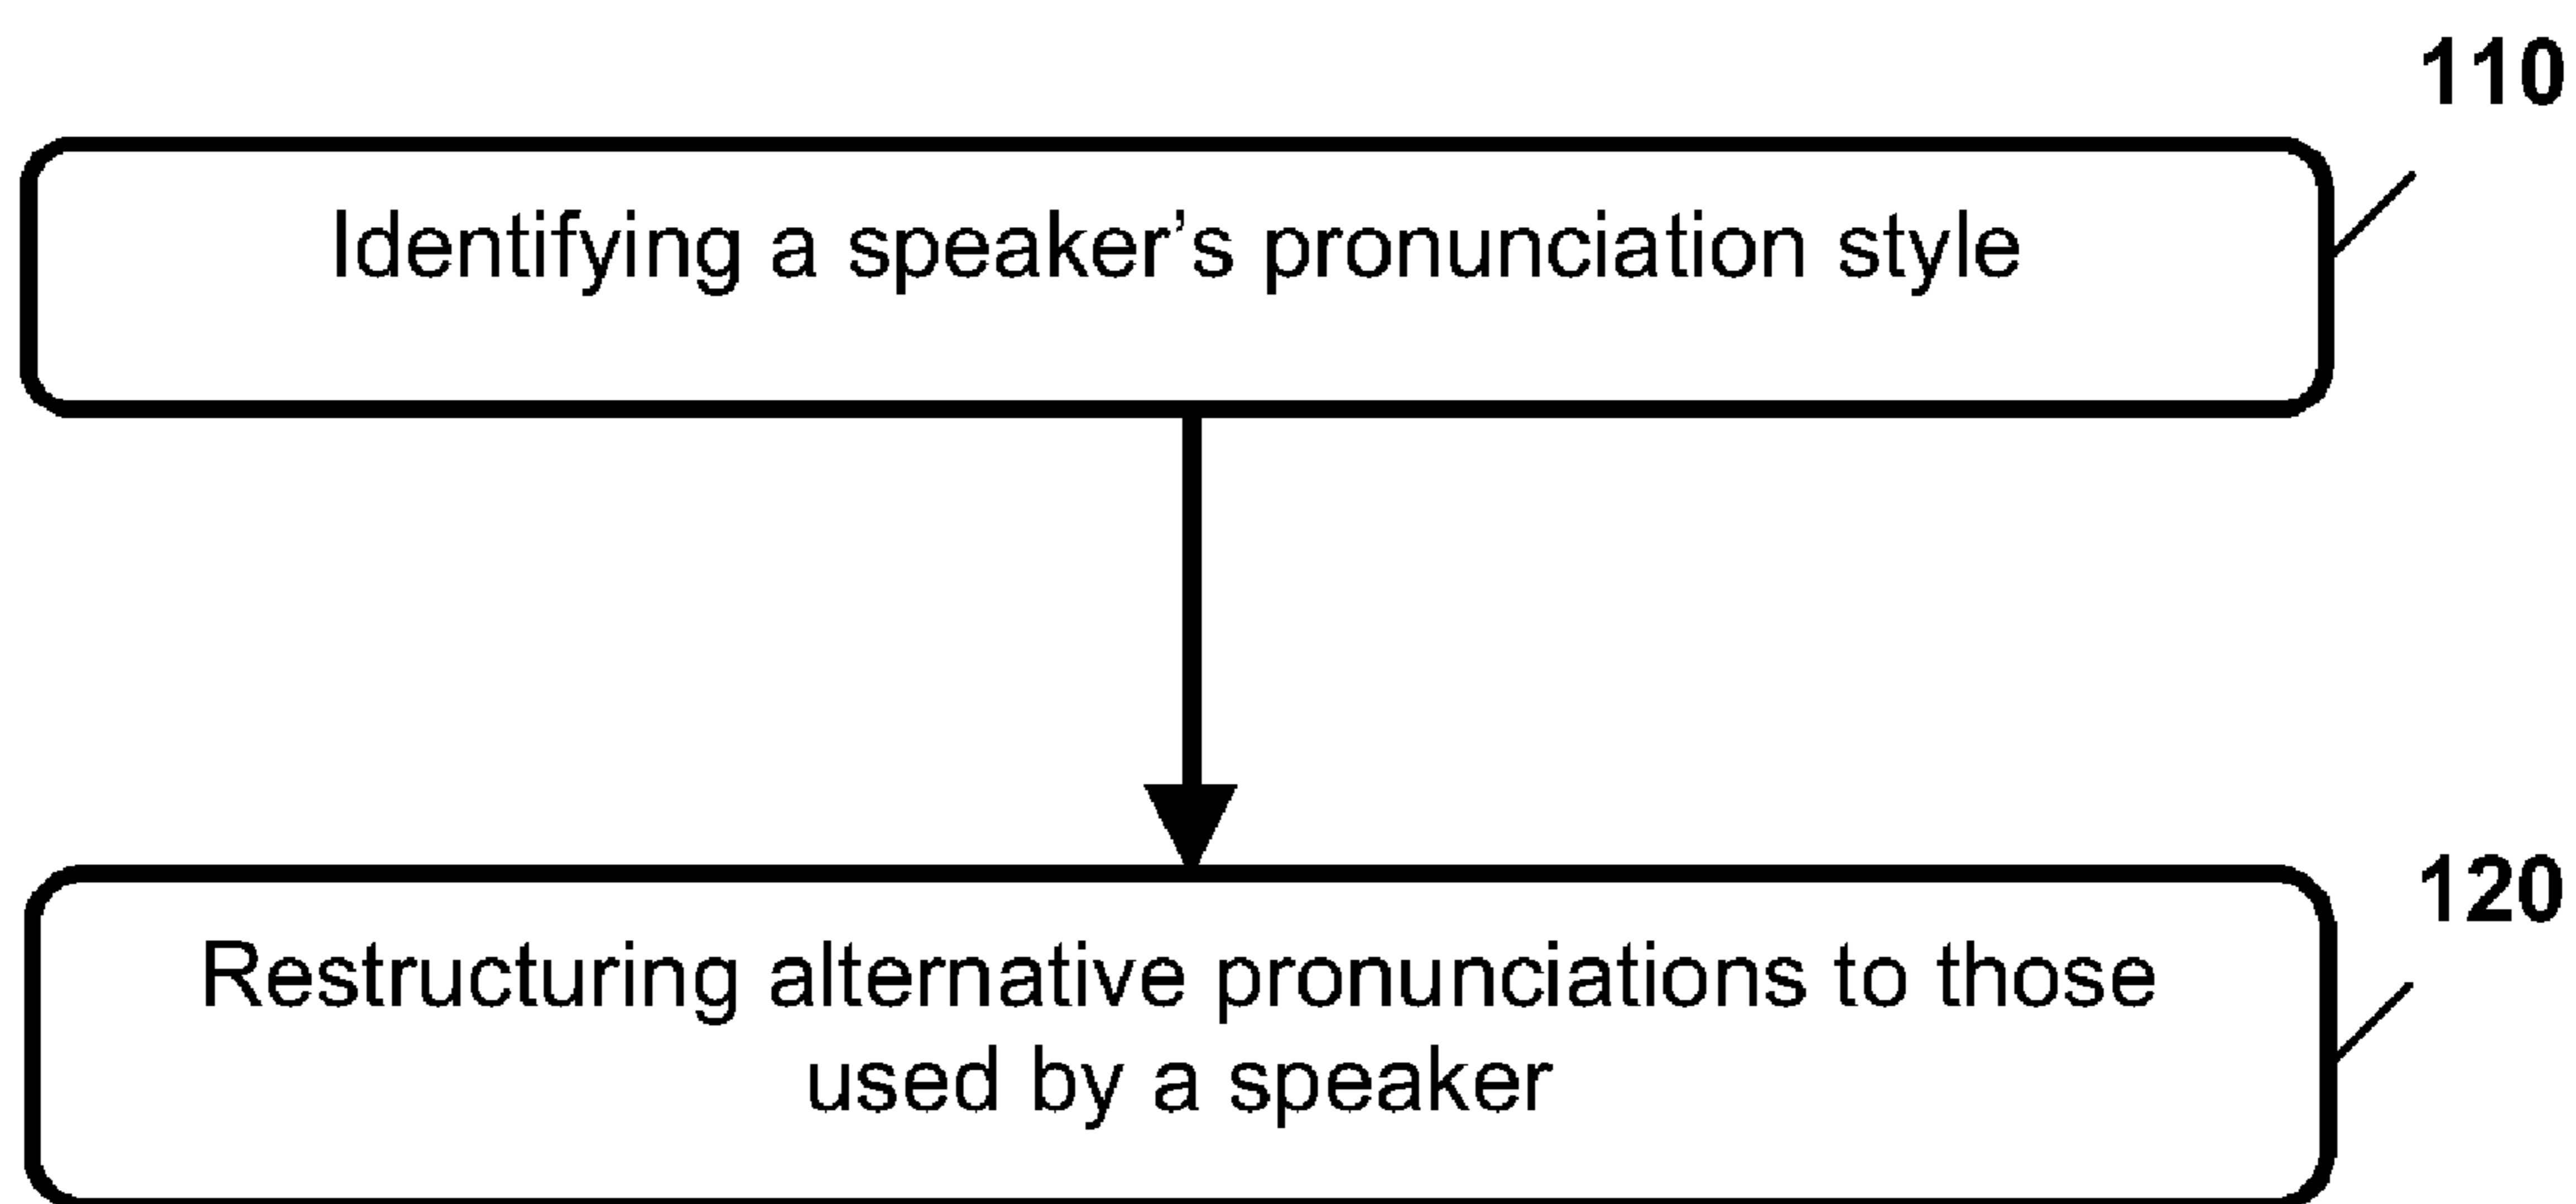 110
Identifying a speaker's pronunciation style
120
Restructuring alternative pronunciations to those
used by a speaker